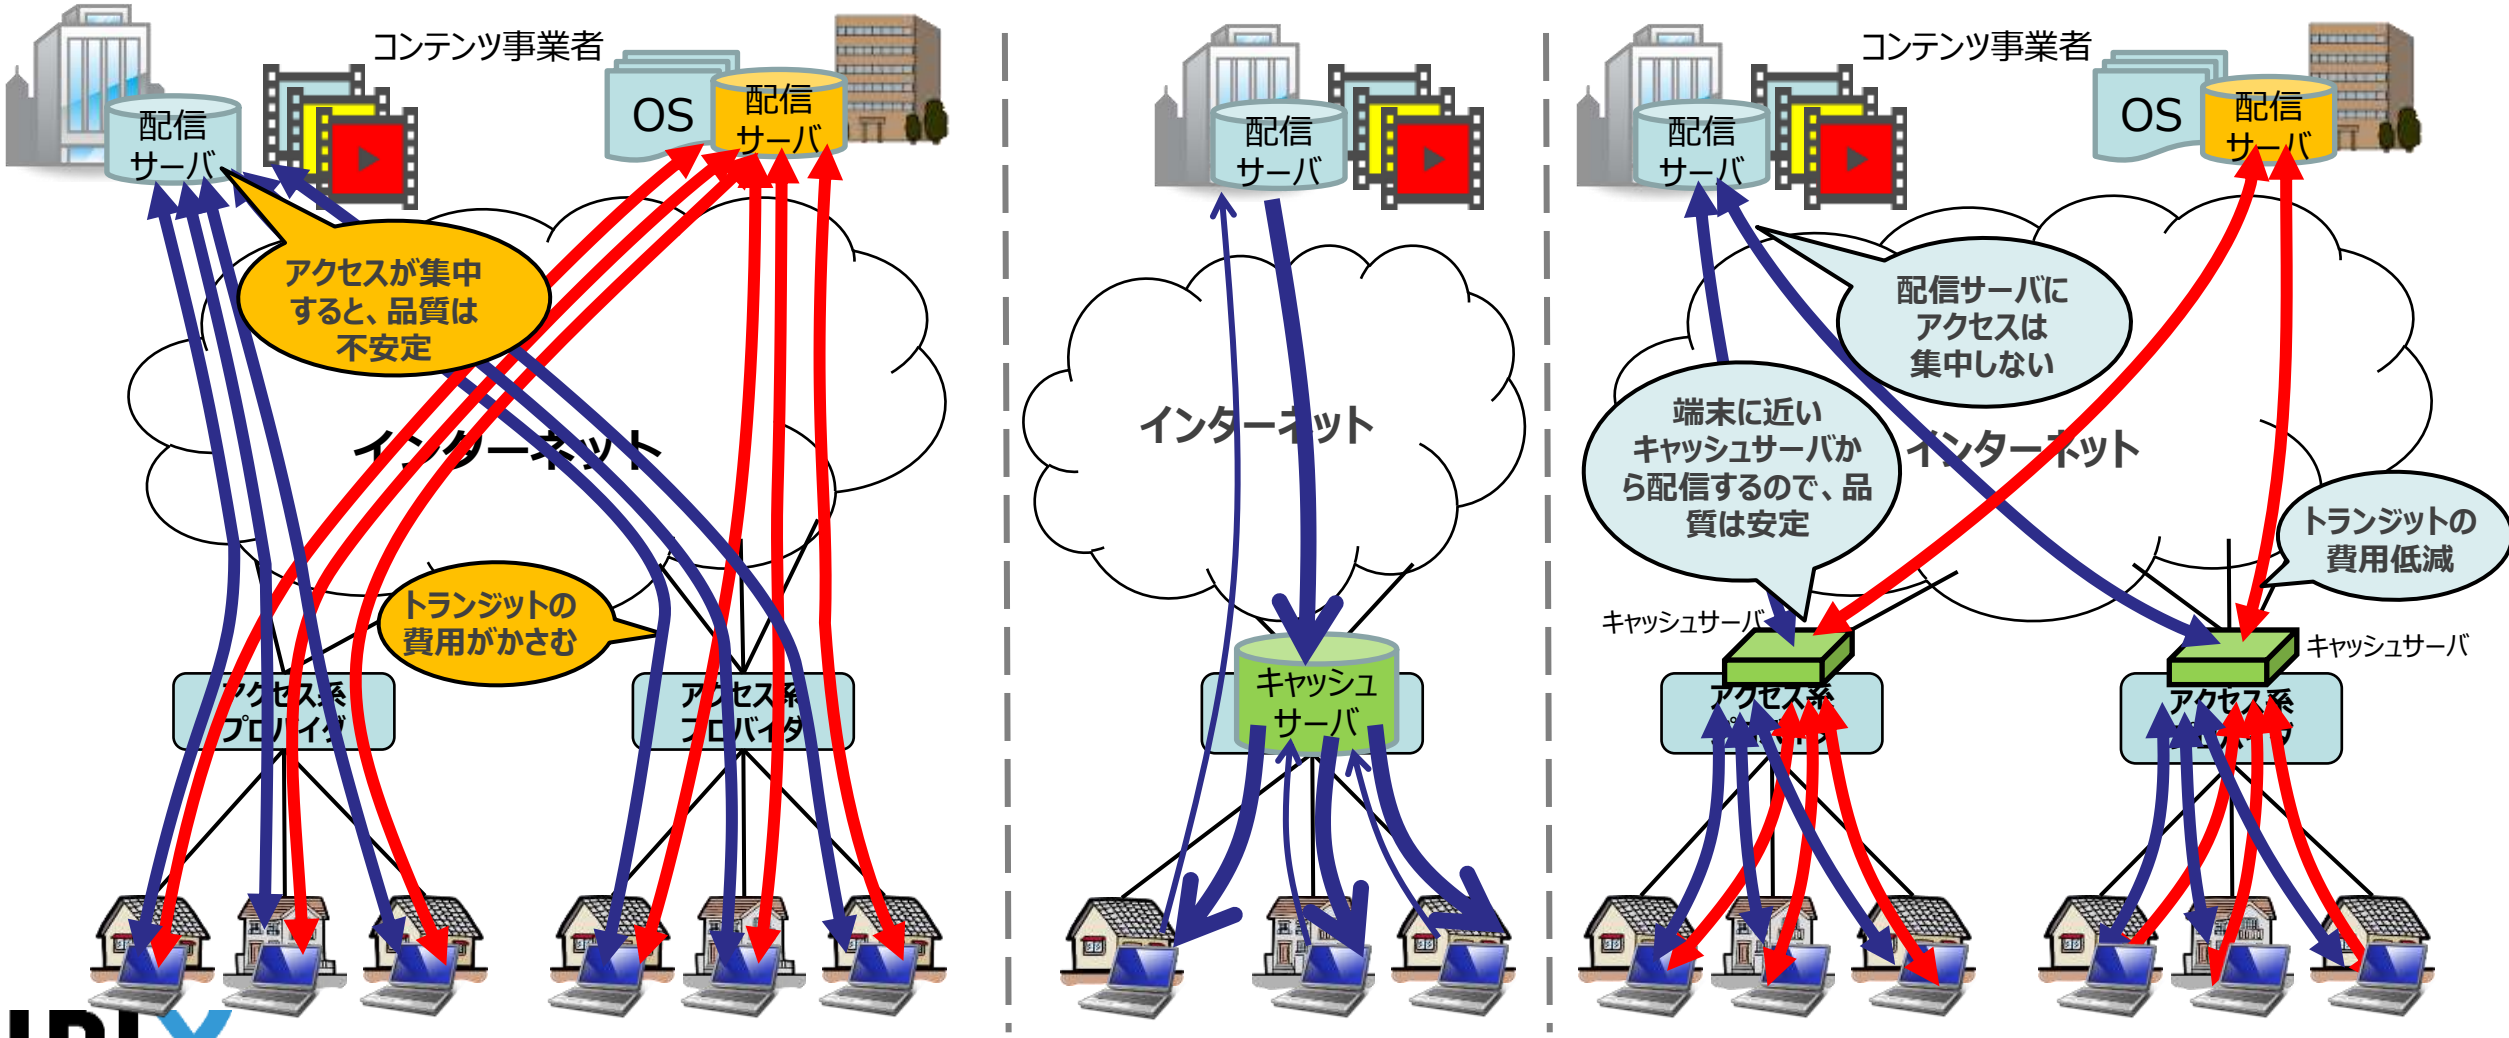 コンテンツ事業者
配信
サーバ
OS
配信
サーバ
アクセスが集中
すると、品質は
不安定
インターネット
トランジットの
費用がかさむ
アクセス系
プロバイダ
アクセス系
プロバイダ
配信
サーバ
インターネット
キャッシュ
サーバ
コンテンツ事業者
配信
サーバ
OS
配信
サーバ
配信サーバに
アクセスは
集中しない
端末に近い
キャッシュサーバか
ら配信するので、品
質は安定
インターネット
トランジットの
費用低減
キャッシュサーバ
キャッシュサーバ
アクセス系
プロバイダ
アクセス系
プロバイダ